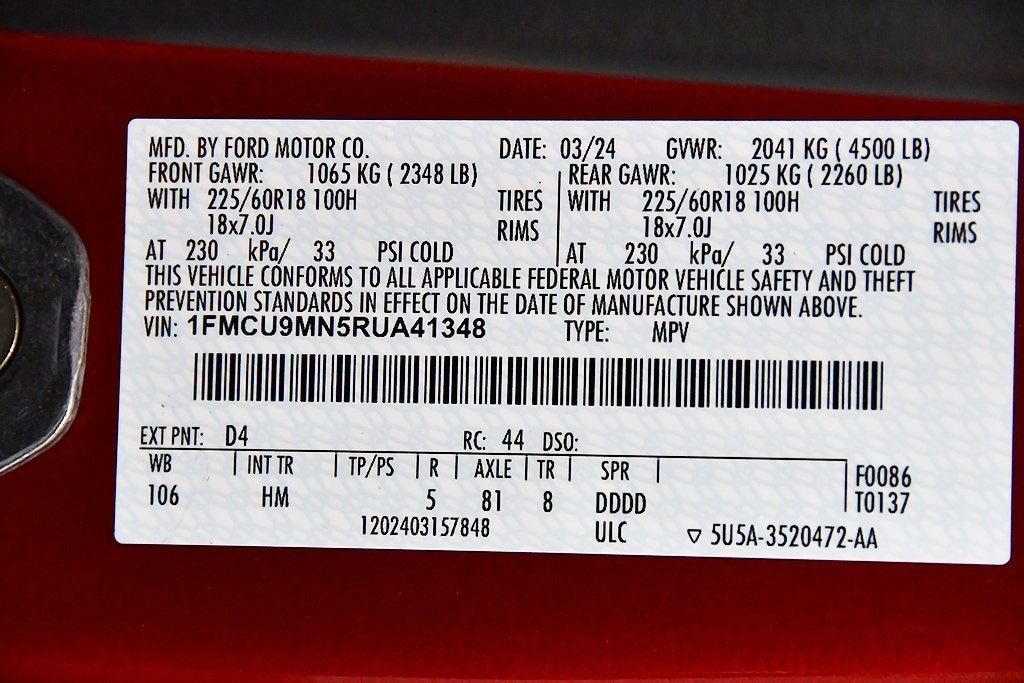 MFD. BY FORD MOTOR CO. DATE: 03/24 GVWR: 2041 KG ( 4500 LB)
FRONT GAWR: 1065 KG ( 2348 LB) REAR GAWR: 1025 KG ( 2260 LB)
WITH 225/60R18 100H TIRES WITH 225/60R18 100H TIRES
18x7.0J RIMS 18x7.0J RIMS
AT 230 kPa/ 33 PSI COLD AT 230 kPa/ 33 PSI COLD
THIS VEHICLE CONFORMS TO ALL APPLICABLE FEDERAL MOTOR VEHICLE SAFETY AND THEFT
PREVENTION STANDARDS IN EFFECT ON THE DATE OF MANUFACTURE SHOWN ABOVE.
VIN: 1FMCU9MN5RUA41348 TYPE: MPV
EXT PNT: D4 RC: 44 DSO:
WB INT TR TP/PS R AXLE TR SPR F0086
106 HM 5 81 8 DDDD T0137
1202403157848 ULC ▽ 5U5A-3520472-AA